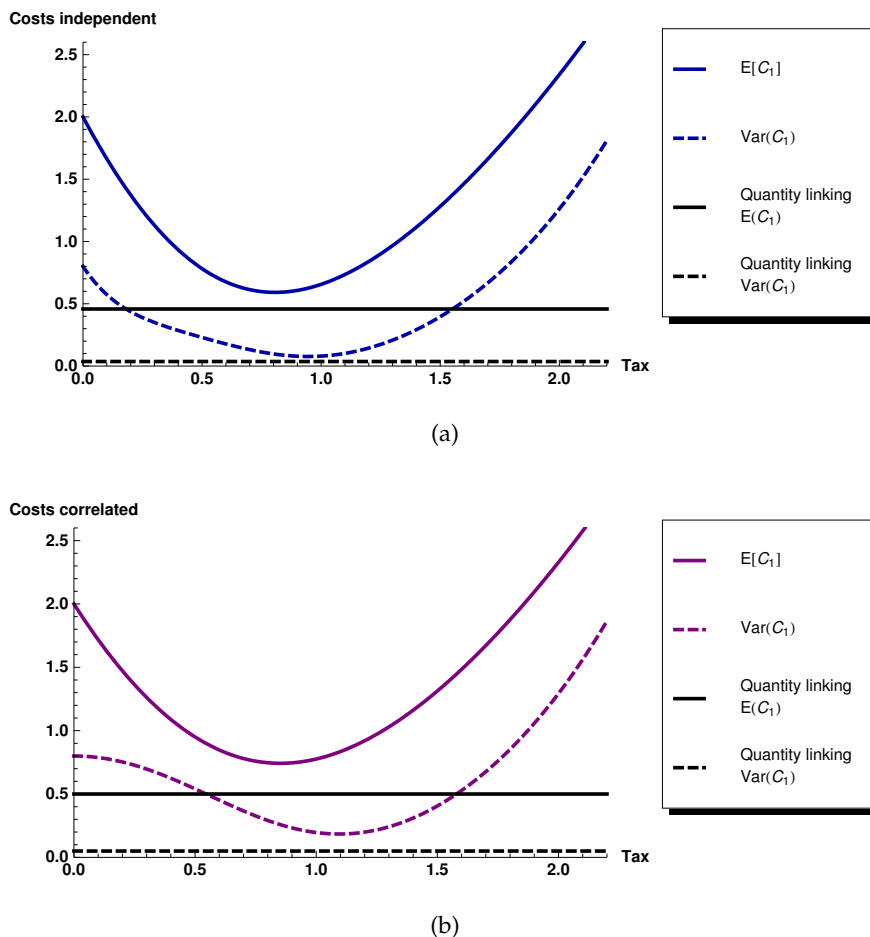 Costs independent
2.5
2.0
1.5
1.0
0.5
0.0
0.0 0.5 1.0 1.5 2.0
Tax
E[C1]
Var(C1)
Quantity linking
E(C1)
Quantity linking
Var(C1)
(a)
Costs correlated
2.5
2.0
1.5
1.0
0.5
0.0
0.0 0.5 1.0 1.5 2.0
Tax
E[C1]
Var(C1)
Quantity linking
E(C1)
Quantity linking
Var(C1)
(b)